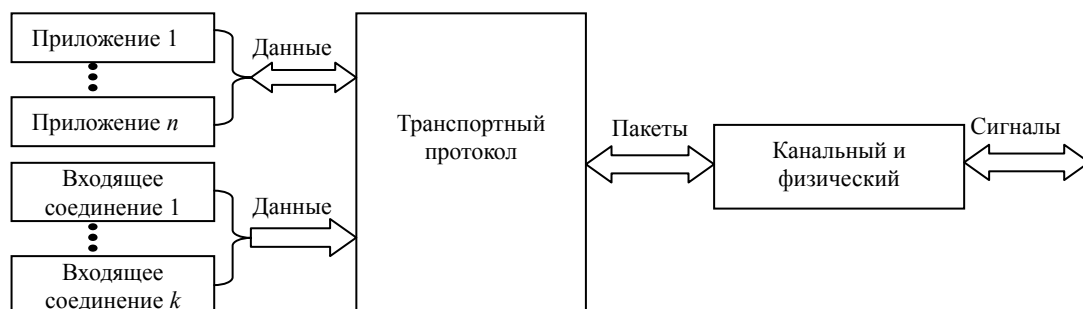 Приложение 1
Приложение n
Входящее
соединение 1
Входящее
соединение k
Данные
Данные
Транспортный
протокол
Пакеты
Канальный и
физический
Сигналы